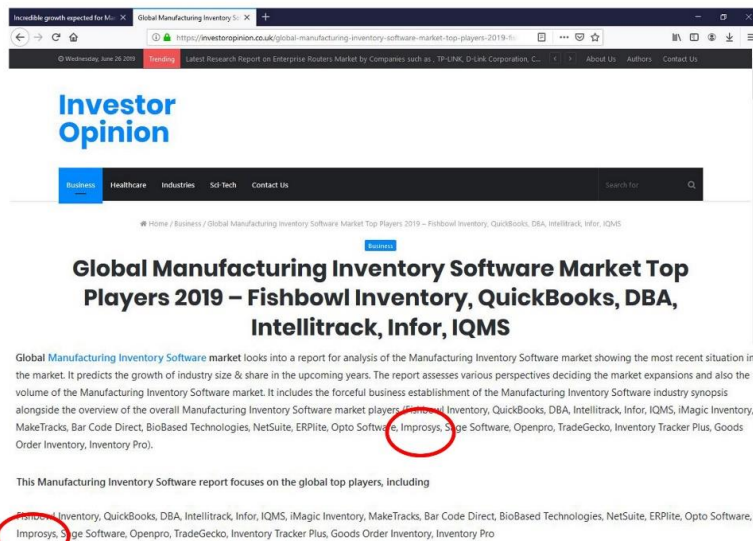 Incredible growth expected for Ma
Global Manufacturing Inventory So
https://investoropinion.co.uk/global-manufacturing-inventory-software-market-top-players-2019-fis
Wednesday, June 26 2019
Trending
Latest Research Report on Enterprise Routers Market by Companies such as , TP-LINK, D-Link Corporation, C...
About Us Authors Contact Us
Investor
Opinion
Business Healthcare Industries Sci-Tech Contact Us
Search for
Home / Business / Global Manufacturing Inventory Software Market Top Players 2019 – Fishbowl Inventory, QuickBooks, DBA, Intellitrack, Infor, IQMS
Business
Global Manufacturing Inventory Software Market Top
Players 2019 – Fishbowl Inventory, QuickBooks, DBA,
Intellitrack, Infor, IQMS
Global Manufacturing Inventory Software market looks into a report for analysis of the Manufacturing Inventory Software market showing the most recent situation in
the market. It predicts the growth of industry size & share in the upcoming years. The report assesses various perspectives deciding the market expansions and also the
volume of the Manufacturing Inventory Software market. It includes the forceful business establishment of the Manufacturing Inventory Software industry synopsis
alongside the overview of the overall Manufacturing Inventory Software market players (Fishbowl Inventory, QuickBooks, DBA, Intellitrack, Infor, IQMS, iMagic Inventory,
MakeTracks, Bar Code Direct, BioBased Technologies, NetSuite, ERPlite, Opto Software, Improsys, Sage Software, Openpro, TradeGecko, Inventory Tracker Plus, Goods
Order Inventory, Inventory Pro).
This Manufacturing Inventory Software report focuses on the global top players, including
Fishbowl Inventory, QuickBooks, DBA, Intellitrack, Infor, IQMS, iMagic Inventory, MakeTracks, Bar Code Direct, BioBased Technologies, NetSuite, ERPlite, Opto Software,
Improsys, Sage Software, Openpro, TradeGecko, Inventory Tracker Plus, Goods Order Inventory, Inventory Pro